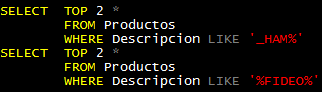 SELECT TOP 2 *
FROM Productos
WHERE Descripcion LIKE '_HAM%'
SELECT TOP 2 *
FROM Productos
WHERE Descripcion LIKE '%FIDEO%'